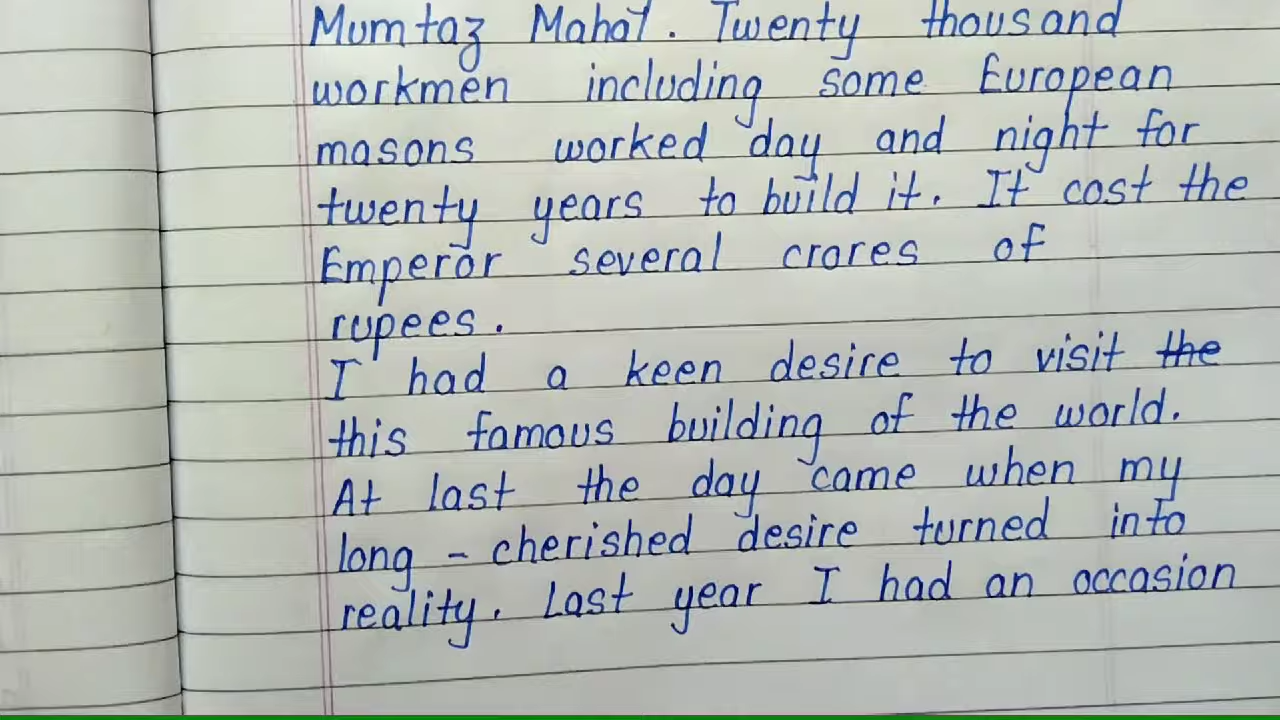 Mumtaz Mahal. Twenty thousand
workmen including some European
masons worked day and night for
twenty years to build it. It cost the
Emperor several crores of
rupees.
I had a keen desire to visit the
this famous building of the world.
At last the day came when my
long - cherished desire turned into
reality. Last year I had an occasion